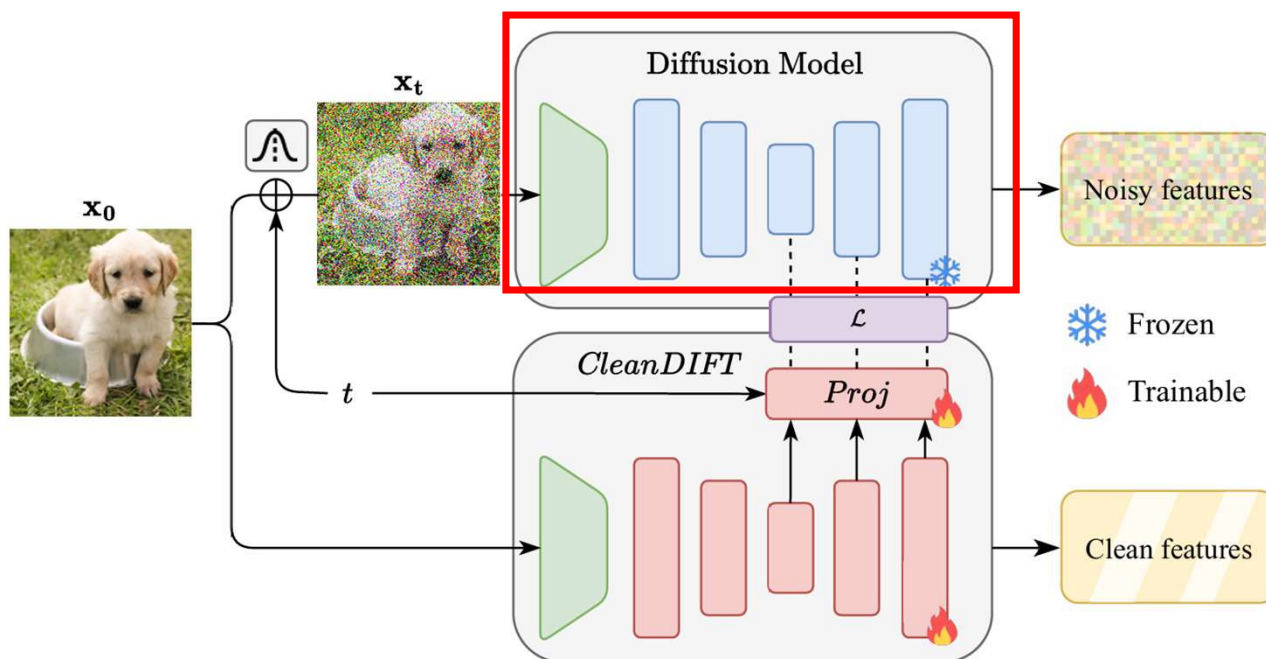 Diffusion Model
x_t
x_0
Noisy features
ℒ
Frozen
CleanDIFT
t
Proj
Trainable
Clean features